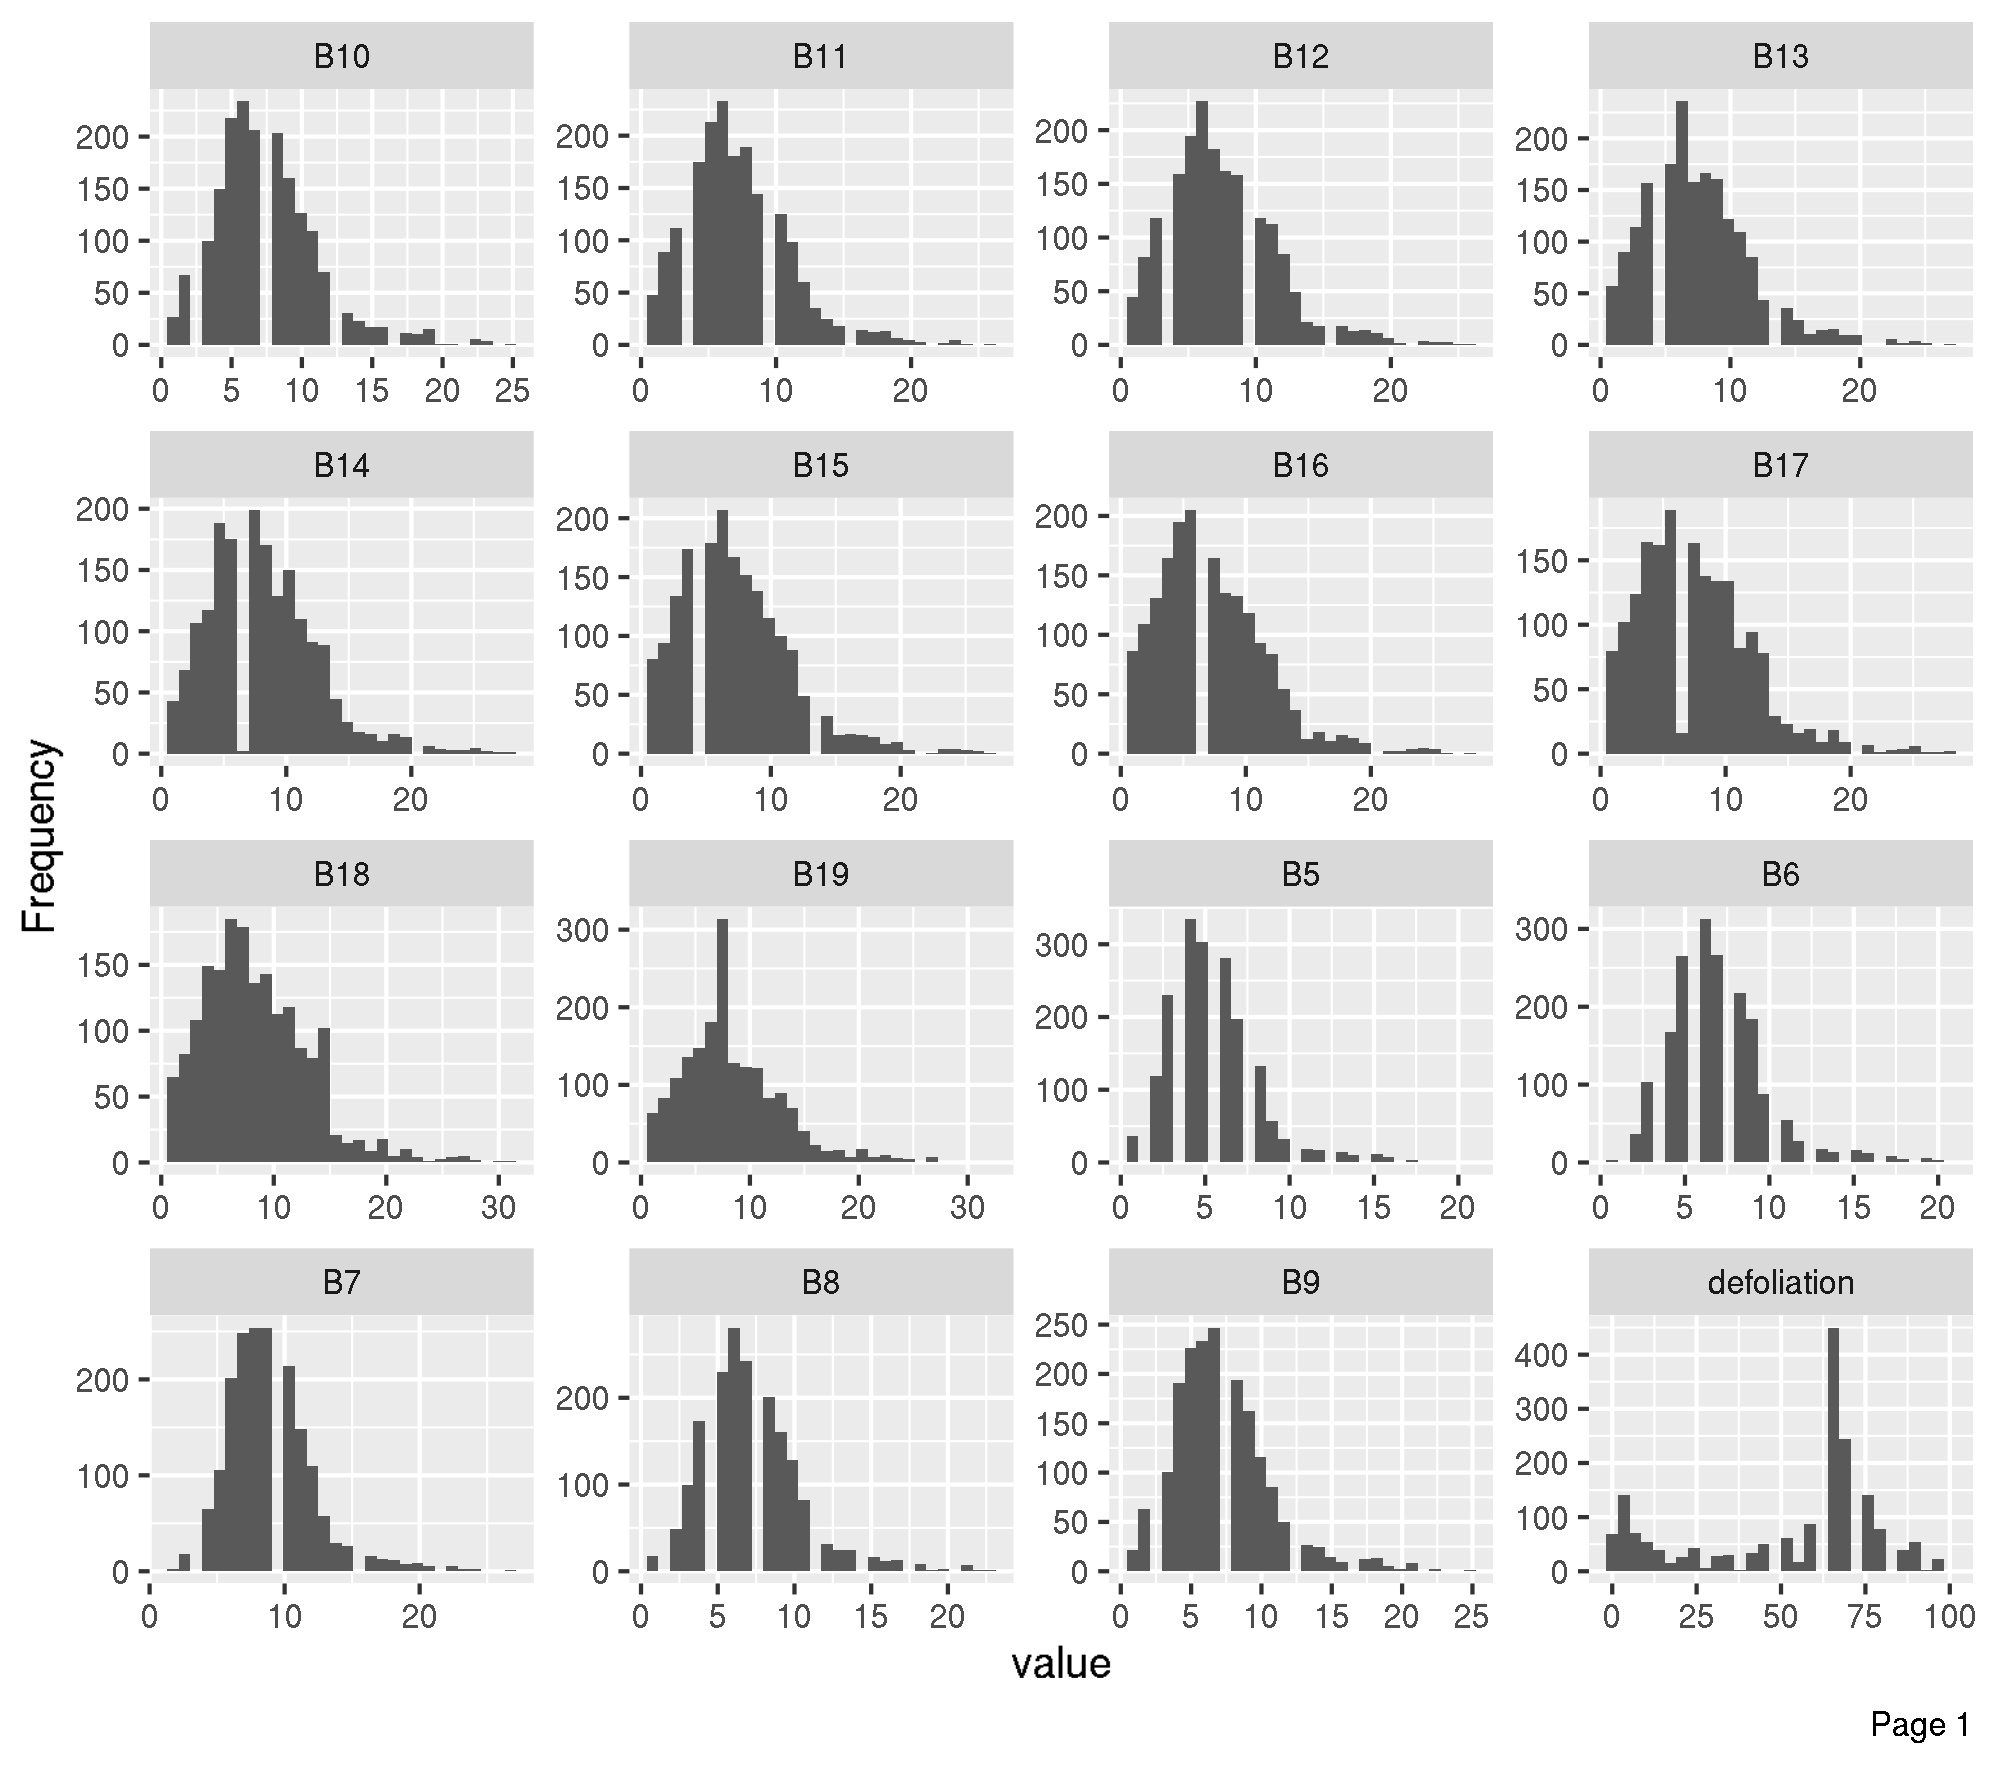 B10 B11 B12 B13
200 200 200 200
150 150 150 150
100 100 100 100
50 50 50 50
0 0 0 0
0 5 10 15 20 25 0 10 20 0 10 20 0 10 20
B14 B15 B16 B17
200 200 200 150
150 150 150 100
100 100 100 50
50 50 50 0
0 0 0
0 10 20 0 10 20 0 10 20 0 10 20
Frequency
B18 B19 B5 B6
150 300 300 300
100 200 200 200
50 100 100 100
0 0 0 0
0 10 20 30 0 10 20 30 0 5 10 15 20 0 5 10 15 20
B7 B8 B9 defoliation
200 200 250 400
100 100 200 300
0 0 150 200
100 100
50 0
0
0 10 20 0 5 10 15 20 0 5 10 15 20 25 0 25 50 75 100
value
Page 1